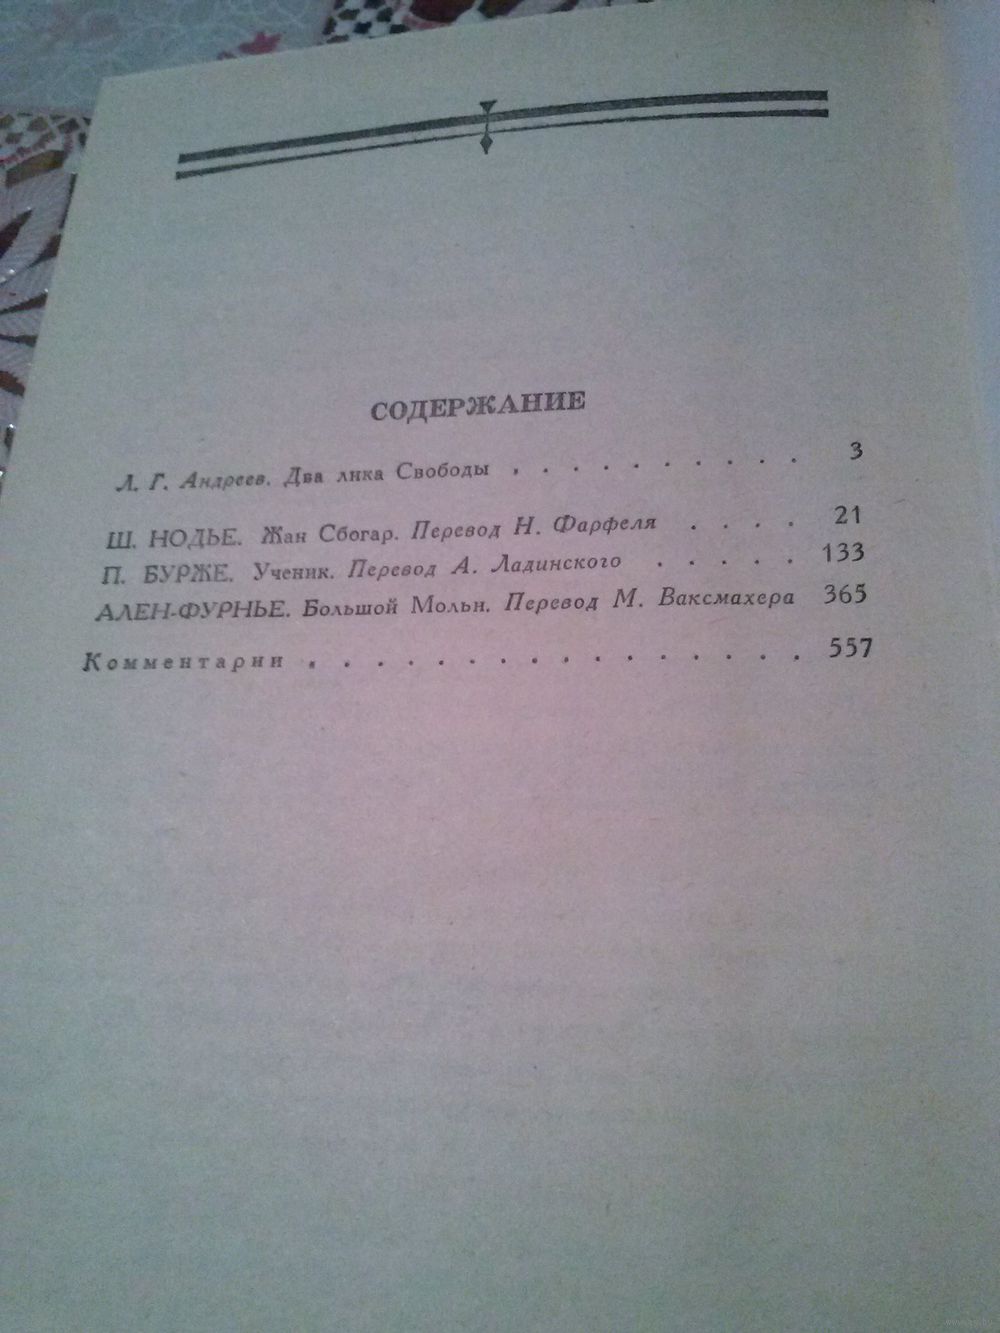 СОДЕРЖАНИЕ
Л. Г. Андреев. Два лика Свободы . . . . . . . . . . 3
Ш. НОДЬЕ. Жан Сбогар. Перевод Н. Фарфеля . . . . 21
П. БУРЖЕ. Ученик. Перевод А. Ладинского . . . . . 133
АЛЕН-ФУРНЬЕ. Большой Мольн. Перевод М. Ваксмахера 365
Комментарии . . . . . . . . . . . . . . . . 557